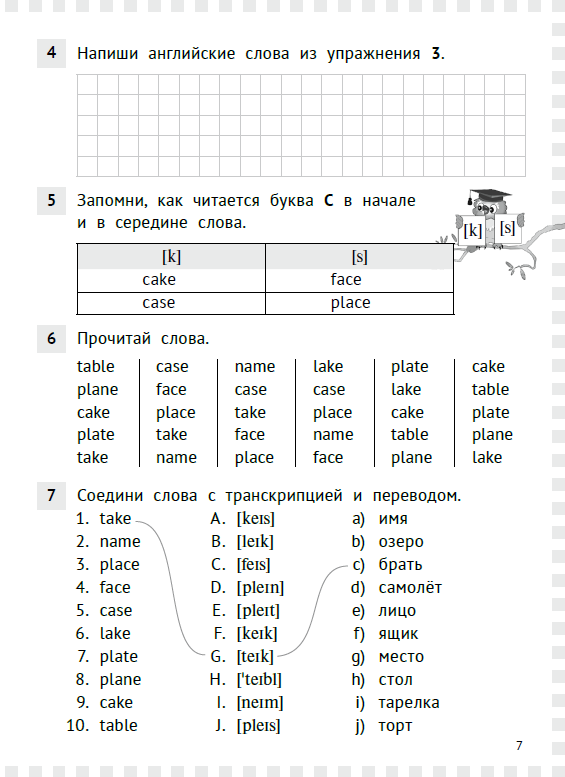 4 Напиши английские слова из упражнения 3.
5 Запомни, как читается буква С в начале
и в середине слова.
[k] [s]
[k] [s]
cake face
case place
6 Прочитай слова.
table case name lake plate cake
plane face case case lake table
cake place take place cake plate
plate take face name table plane
take name place face plane lake
7 Соедини слова с транскрипцией и переводом.
1. take A. [keɪs] a) имя
2. name B. [leɪk] b) озеро
3. place C. [feɪs] c) брать
4. face D. [pleɪn] d) самолёт
5. case E. [pleɪt] e) лицо
6. lake F. [keɪk] f) ящик
7. plate G. [teɪk] g) место
8. plane H. ['teɪbl] h) стол
9. cake I. [neɪm] i) тарелка
10. table J. [pleɪs] j) торт
7